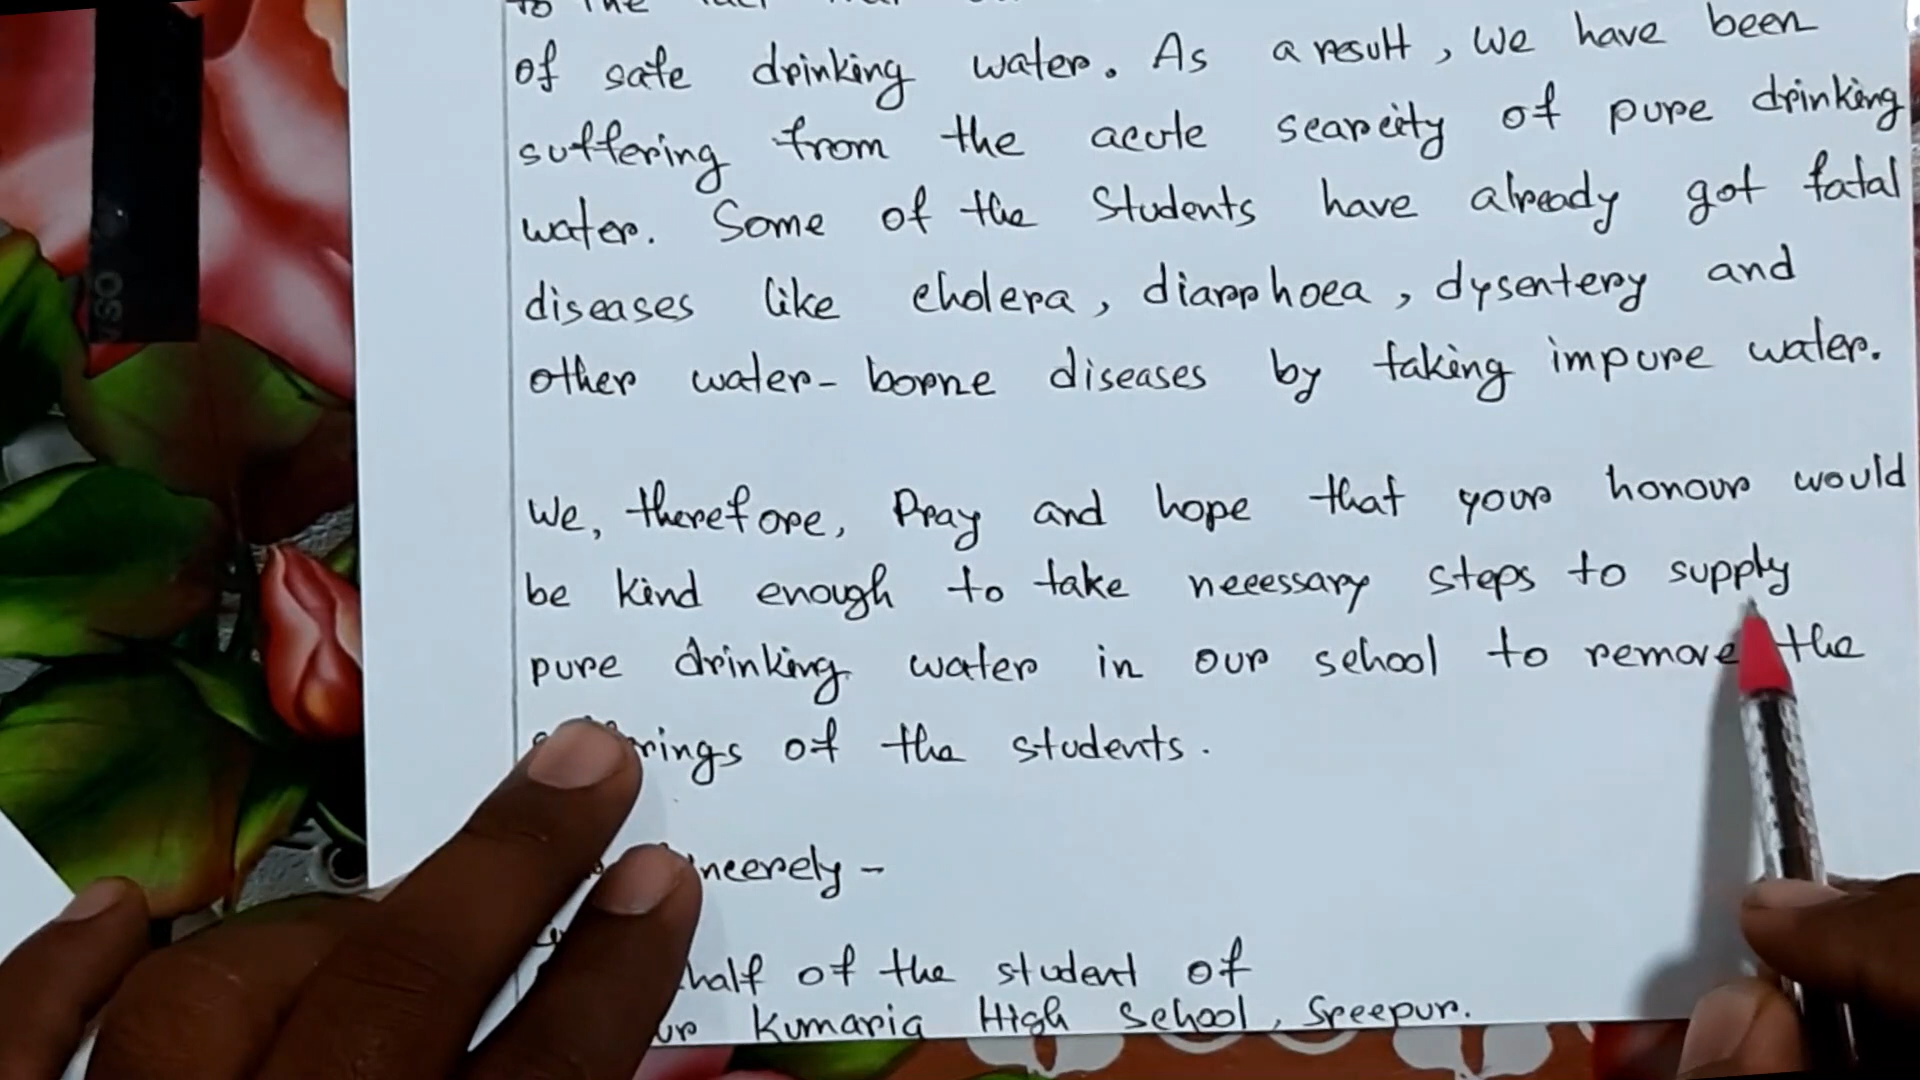 to the fact that
of safe drinking water. As a result, we have been
suffering from the acute scarcity of pure drinking
water. Some of the Students have already got fatal
diseases like cholera, diarrhoea, dysentery and
other water-borne diseases by taking impure water.
We, therefore, Pray and hope that your honour would
be kind enough to take necessary steps to supply
pure drinking water in our school to remove the
of the students.
-
of the student of
Kumaria High School, Sreepur.